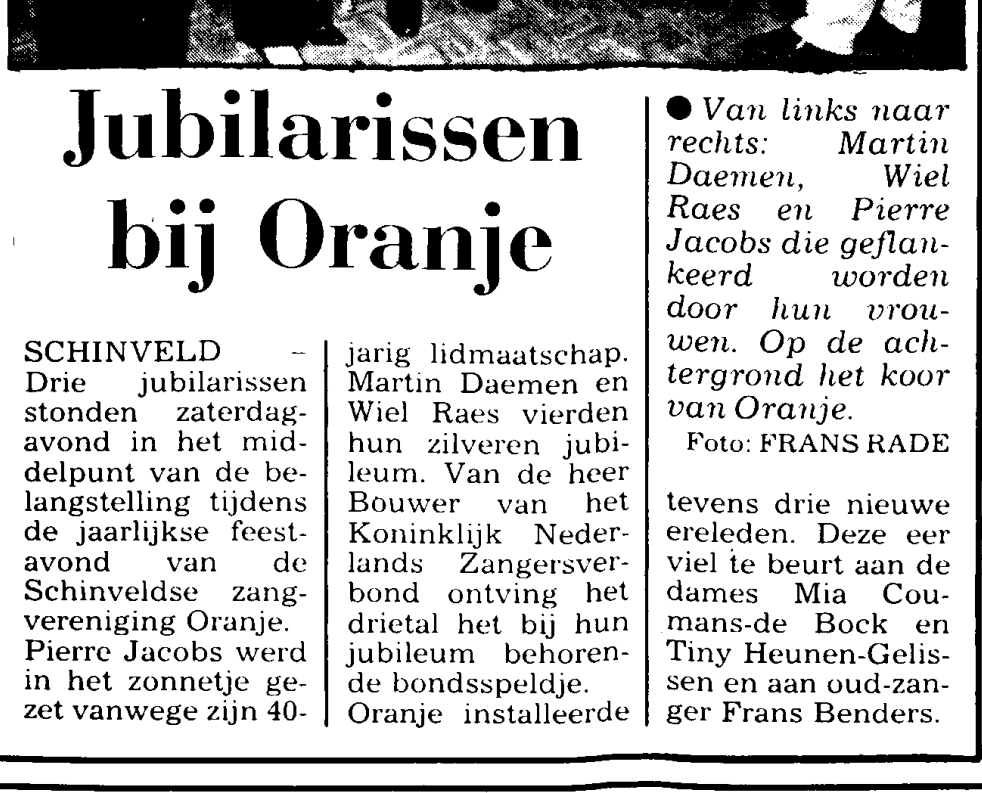 Jubilarissen
bij Oranje
SCHINVELD –
Drie jubilarissen
stonden zaterdag-
avond in het mid-
delpunt van de be-
langstelling tijdens
de jaarlijkse feest-
avond van de
Schinveldse zang-
vereniging Oranje.
Pierre Jacobs werd
in het zonnetje ge-
zet vanwege zijn 40-
jarig lidmaatschap.
Martin Daemen en
Wiel Raes vierden
hun zilveren jubi-
leum. Van de heer
Bouwer van het
Koninklijk Neder-
lands Zangersver-
bond ontving het
drietal het bij hun
jubileum behoren-
de bondsspeldje.
Oranje installeerde
● Van links naar
rechts: Martin
Daemen, Wiel
Raes en Pierre
Jacobs die geflan-
keerd worden
door hun vrou-
wen. Op de ach-
tergrond het koor
van Oranje.
Foto: FRANS RADE
tevens drie nieuwe
ereleden. Deze eer
viel te beurt aan de
dames Mia Cou-
mans-de Bock en
Tiny Heunen-Gelis-
sen en aan oud-zan-
ger Frans Benders.